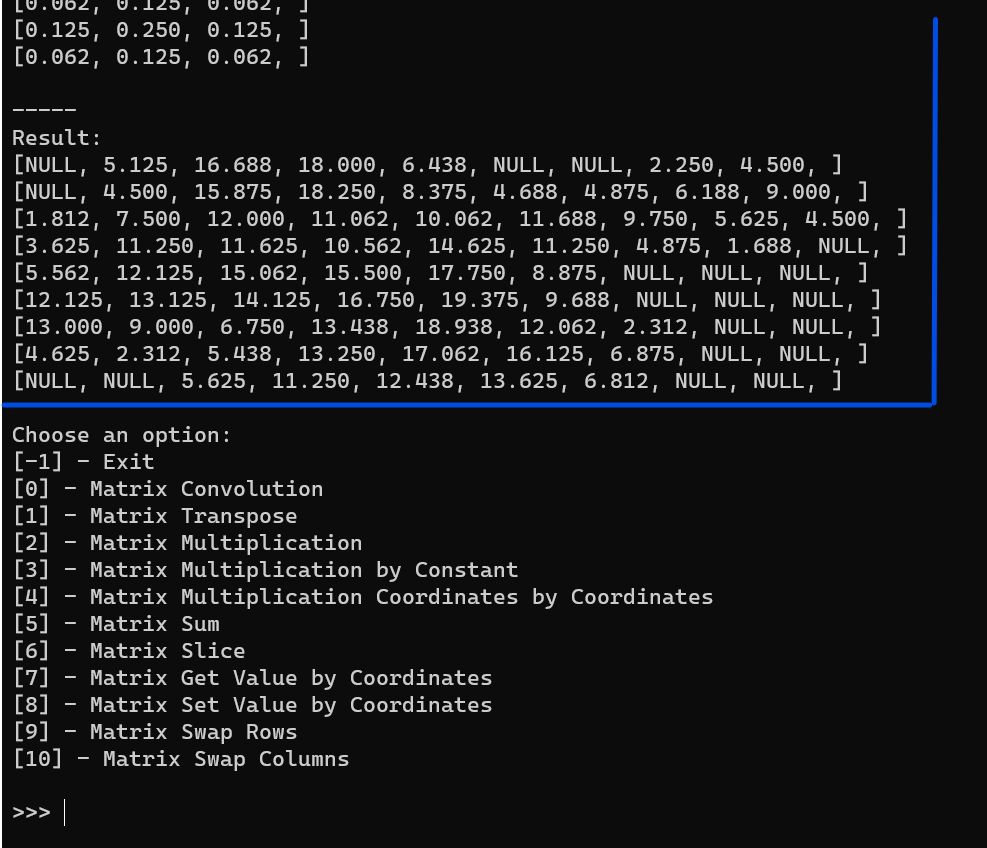 [0.062, 0.125, 0.062, ]
[0.125, 0.250, 0.125, ]
[0.062, 0.125, 0.062, ]
-----
Result:
[NULL, 5.125, 16.688, 18.000, 6.438, NULL, NULL, 2.250, 4.500, ]
[NULL, 4.500, 15.875, 18.250, 8.375, 4.688, 4.875, 6.188, 9.000, ]
[1.812, 7.500, 12.000, 11.062, 10.062, 11.688, 9.750, 5.625, 4.500, ]
[3.625, 11.250, 11.625, 10.562, 14.625, 11.250, 4.875, 1.688, NULL, ]
[5.562, 12.125, 15.062, 15.500, 17.750, 8.875, NULL, NULL, NULL, ]
[12.125, 13.125, 14.125, 16.750, 19.375, 9.688, NULL, NULL, NULL, ]
[13.000, 9.000, 6.750, 13.438, 18.938, 12.062, 2.312, NULL, NULL, ]
[4.625, 2.312, 5.438, 13.250, 17.062, 16.125, 6.875, NULL, NULL, ]
[NULL, NULL, 5.625, 11.250, 12.438, 13.625, 6.812, NULL, NULL, ]
Choose an option:
[-1] - Exit
[0] - Matrix Convolution
[1] - Matrix Transpose
[2] - Matrix Multiplication
[3] - Matrix Multiplication by Constant
[4] - Matrix Multiplication Coordinates by Coordinates
[5] - Matrix Sum
[6] - Matrix Slice
[7] - Matrix Get Value by Coordinates
[8] - Matrix Set Value by Coordinates
[9] - Matrix Swap Rows
[10] - Matrix Swap Columns
>>>